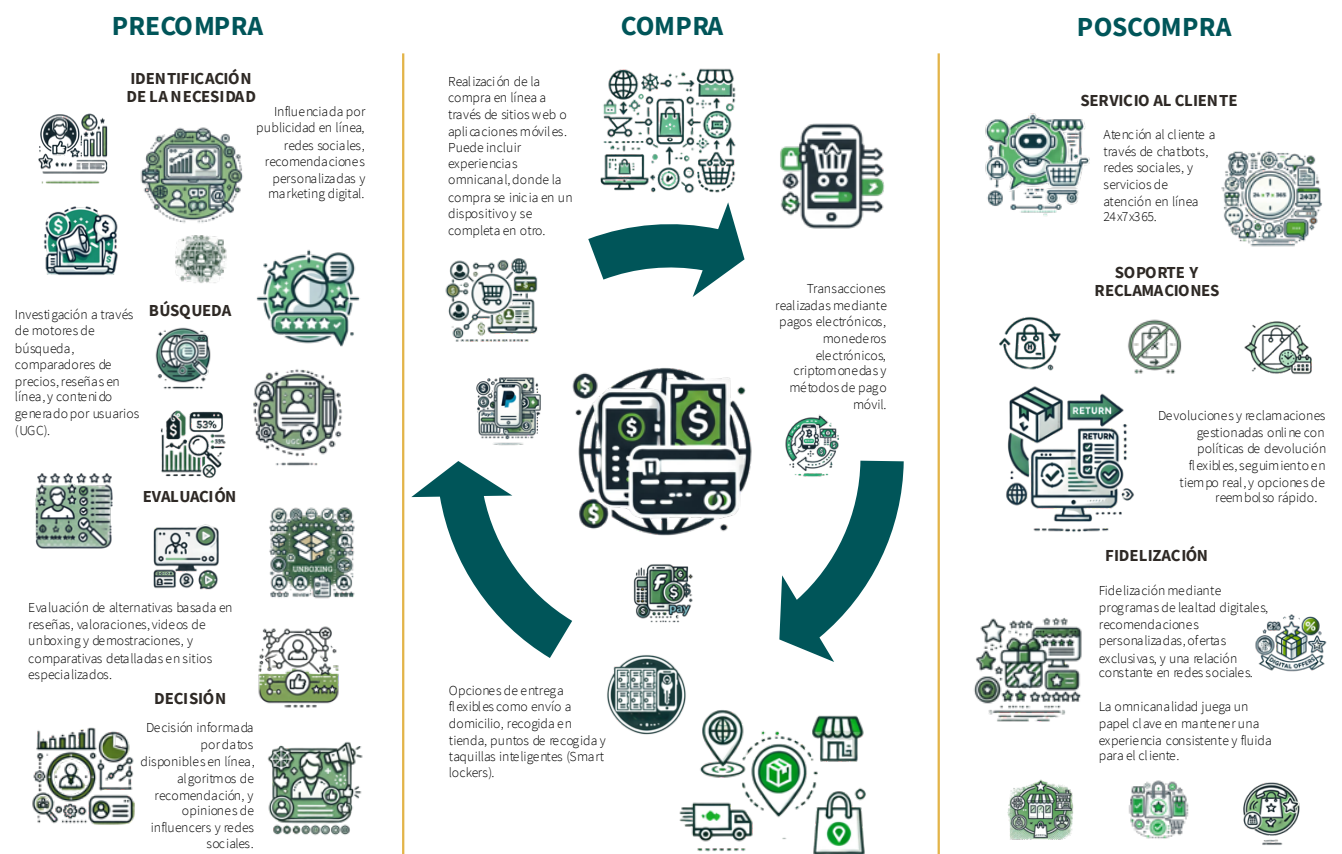 PRECOMPRA
IDENTIFICACIÓN
DE LA NECESIDAD
Influenciada por
publicidad en línea,
redes sociales,
recomendaciones
personalizadas y
marketing digital.
BÚSQUEDA
Investigación a través
de motores de
búsqueda,
comparadores de
precios, reseñas en
línea, y contenido
generado por usuarios
(UGC).
53%
UGC
EVALUACIÓN
UNBOXING
Evaluación de alternativas basada en
reseñas, valoraciones, videos de
unboxing y demostraciones, y
comparativas detalladas en sitios
especializados.
DECISIÓN
Decisión informada
por datos
disponibles en línea,
algoritmos de
recomendación, y
opiniones de
influencers y redes
sociales.
COMPRA
Realización de la
compra en línea a
través de sitios web o
aplicaciones móviles.
Puede incluir
experiencias
omnicanal, donde la
compra se inicia en un
dispositivo y se
completa en otro.
Transacciones
realizadas mediante
pagos electrónicos,
monederos
electrónicos,
criptomonedas y
métodos de pago
móvil.
pay
Opciones de entrega
flexibles como envío a
domicilio, recogida en
tienda, puntos de recogida y
taquillas inteligentes (Smart
lockers).
POSCOMPRA
SERVICIO AL CLIENTE
Atención al cliente a
través de chatbots,
redes sociales, y
servicios de
atención en línea
24x7x365.
SOPORTE Y
RECLAMACIONES
RETURN
RETURN
Devoluciones y reclamaciones
gestionadas online con
políticas de devolución
flexibles, seguimiento en
tiempo real, y opciones de
reembolso rápido.
FIDELIZACIÓN
Fidelización mediante
programas de lealtad digitales,
recomendaciones
personalizadas, ofertas
exclusivas, y una relación
constante en redes sociales.
DIGITAL OFFERS
La omnicanalidad juega un
papel clave en mantener una
experiencia consistente y fluida
para el cliente.